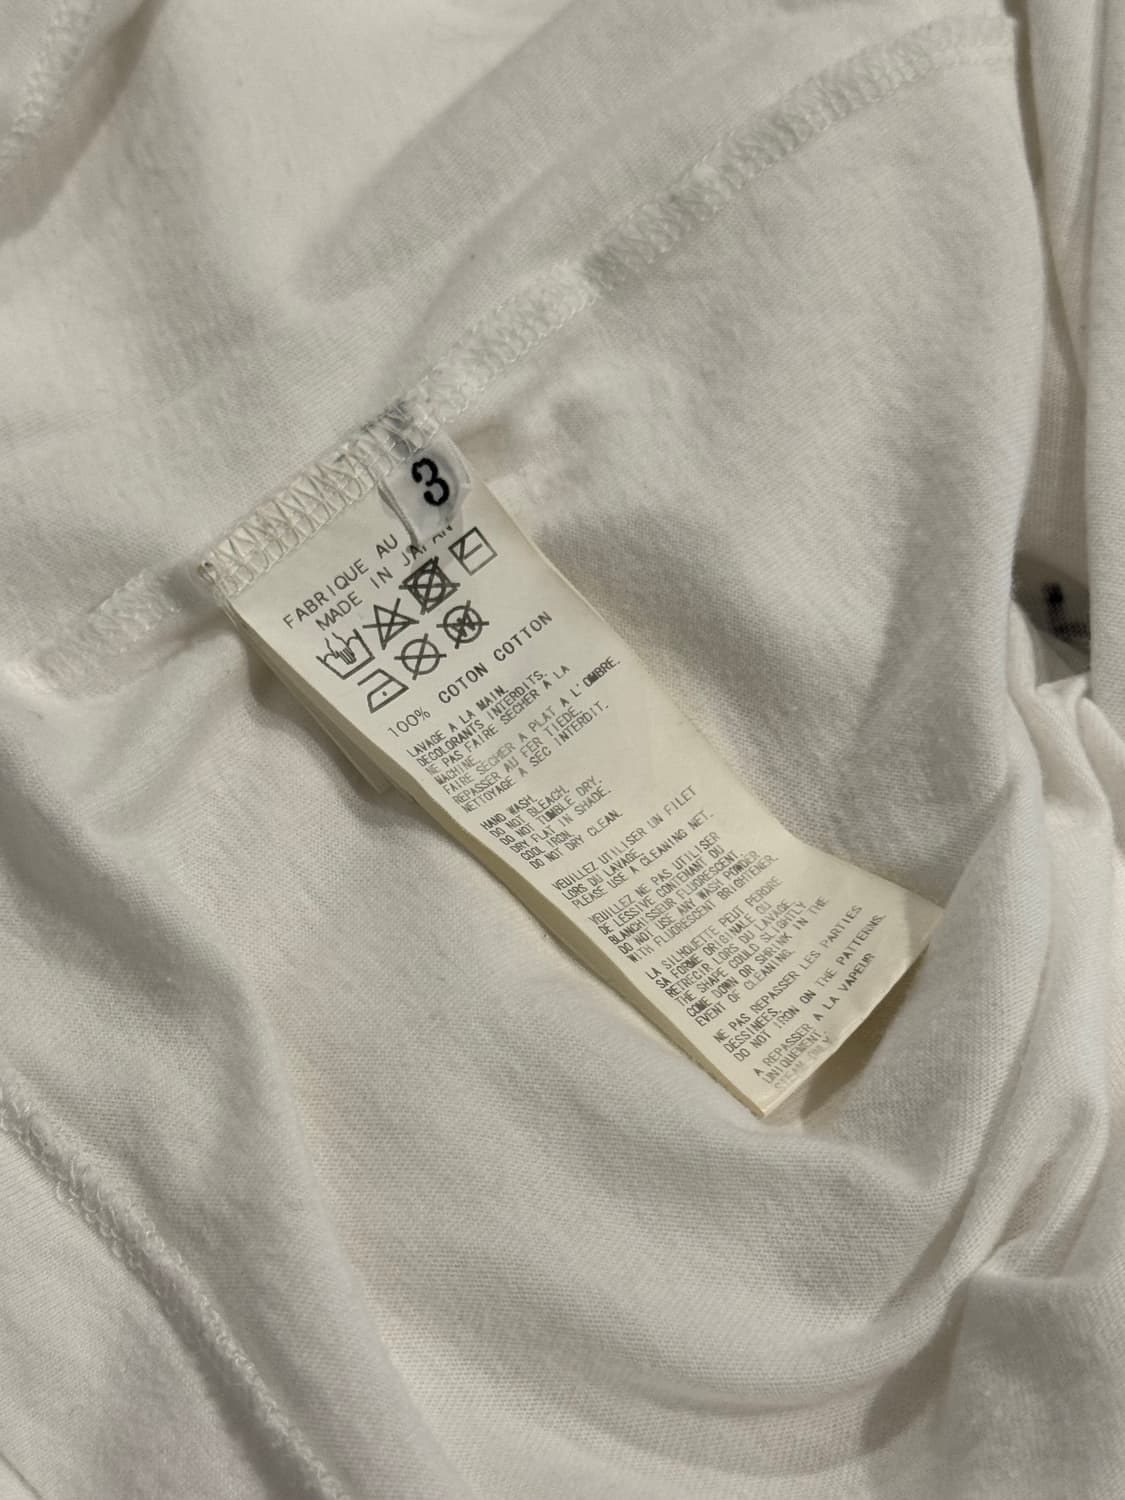 3
FABRIQUE AU
MADE IN JAPAN
100% COTON COTTON
LAVAGE A LA MAIN.
DECOLORANTS INTERDITS.
NE PAS FAIRE SECHER A LA
MACHINE.
FAIRE SECHER A PLAT A L'OMBRE.
REPASSER AU FER TIEDE.
NETTOYAGE A SEC INTERDIT.
HAND WASH.
DO NOT BLEACH.
DO NOT TUMBLE DRY.
DRY FLAT IN SHADE.
COOL IRON.
DO NOT DRY CLEAN.
VEUILLEZ UTILISER UN FILET
LORS DU LAVAGE.
PLEASE USE A CLEANING NET.
VEUILLEZ NE PAS UTILISER
DE LESSIVE CONTENANT DU
BLANCHISSEUR FLUORESCENT.
DO NOT USE ANY WASH POWDER
WITH FLUORESCENT BRIGHTENER.
LA SILHOUETTE PEUT PERDRE
SA FORME ORIGINALE OU
RETRECIR LORS DU LAVAGE.
THE SHAPE COULD SLIGHTLY
COME DOWN OR SHRINK IN THE
EVENT OF CLEANING.
NE PAS REPASSER LES PARTIES
DESSINEES.
DO NOT IRON ON THE PATTERNS.
A REPASSER A LA VAPEUR
UNIQUEMENT.
STEAM ONLY.